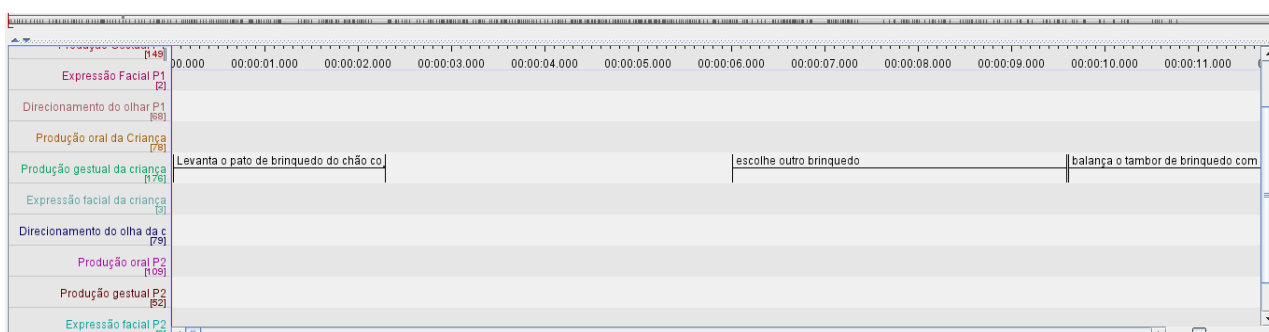 [149]
00.000 00:00:01.000 00:00:02.000 00:00:03.000 00:00:04.000 00:00:05.000 00:00:06.000 00:00:07.000 00:00:08.000 00:00:09.000 00:00:10.000 00:00:11.000
Expressão Facial P1
[2]
Direcionamento do olhar P1
[68]
Produção oral da Criança
[78]
Produção gestual da criança
[176]
Levanta o pato de brinquedo do chão co escolhe outro brinquedo balança o tambor de brinquedo com
Expressão facial da criança
[3]
Direcionamento do olha da c
[79]
Produção oral P2
[109]
Produção gestual P2
[52]
Expressão facial P2